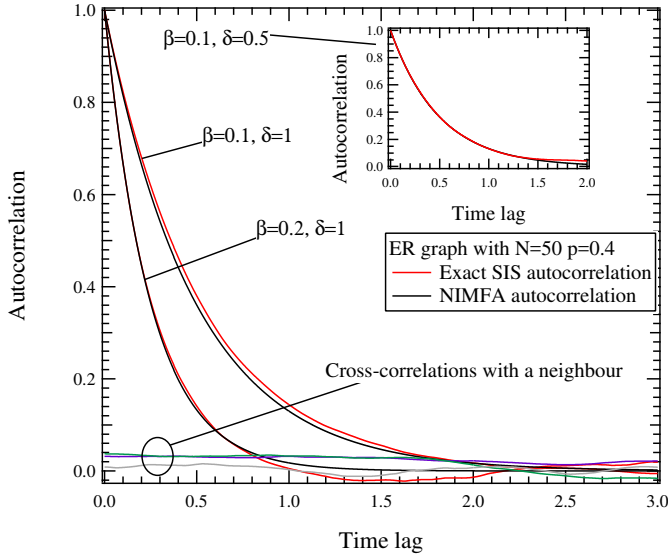 1.0
0.8
0.6
0.4
0.2
0.0
Autocorrelation
0.0 0.5 1.0 1.5 2.0 2.5 3.0
Time lag
β=0.1, δ=0.5
β=0.1, δ=1
β=0.2, δ=1
1.0
0.8
0.6
0.4
0.2
0.0
Autocorrelation
0.0 0.5 1.0 1.5 2.0
Time lag
ER graph with N=50 p=0.4
Exact SIS autocorrelation
NIMFA autocorrelation
Cross-correlations with a neighbour